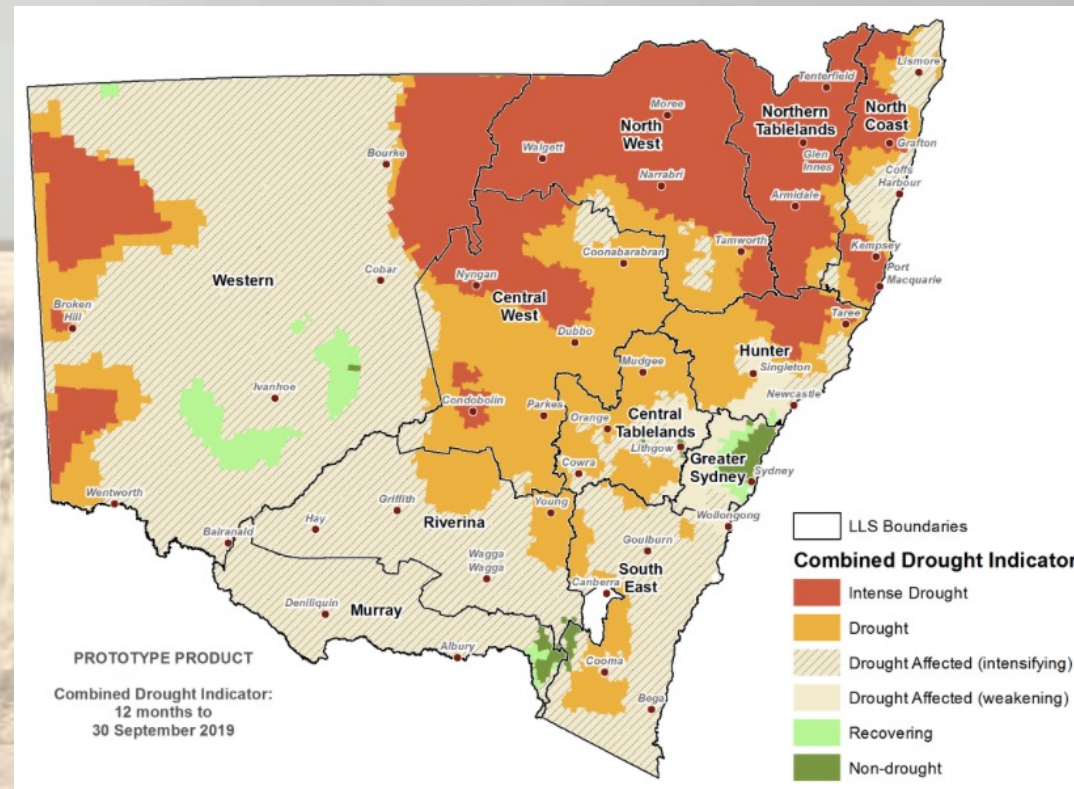 Lismore
Tenterfield
Moree
Northern
Tablelands
North
Coast
North
West
Walgett
Grafton
Glen
Innes
Bourke
Coffs
Harbour
Narrabri
Armidale
Tamworth
Kempsey
Port
Macquarie
Coonabarabran
Western
Cobar
Nyngan
Central
West
Broken
Hill
Taree
Dubbo
Hunter
Mudgee
Singleton
Ivanhoe
Newcastle
Condobolin
Parkes
Orange
Central
Tablelands
Lithgow
Greater
Sydney
Cowra
Sydney
Wentworth
Griffith
Young
Wollongong
Hay
Riverina
Balranald
Goulburn
Wagga
Wagga
South
East
Canberra
Deniliquin
Murray
Albury
Cooma
Bega
PROTOTYPE PRODUCT
Combined Drought Indicator:
12 months to
30 September 2019
LLS Boundaries
Combined Drought Indicator
Intense Drought
Drought
Drought Affected (intensifying)
Drought Affected (weakening)
Recovering
Non-drought